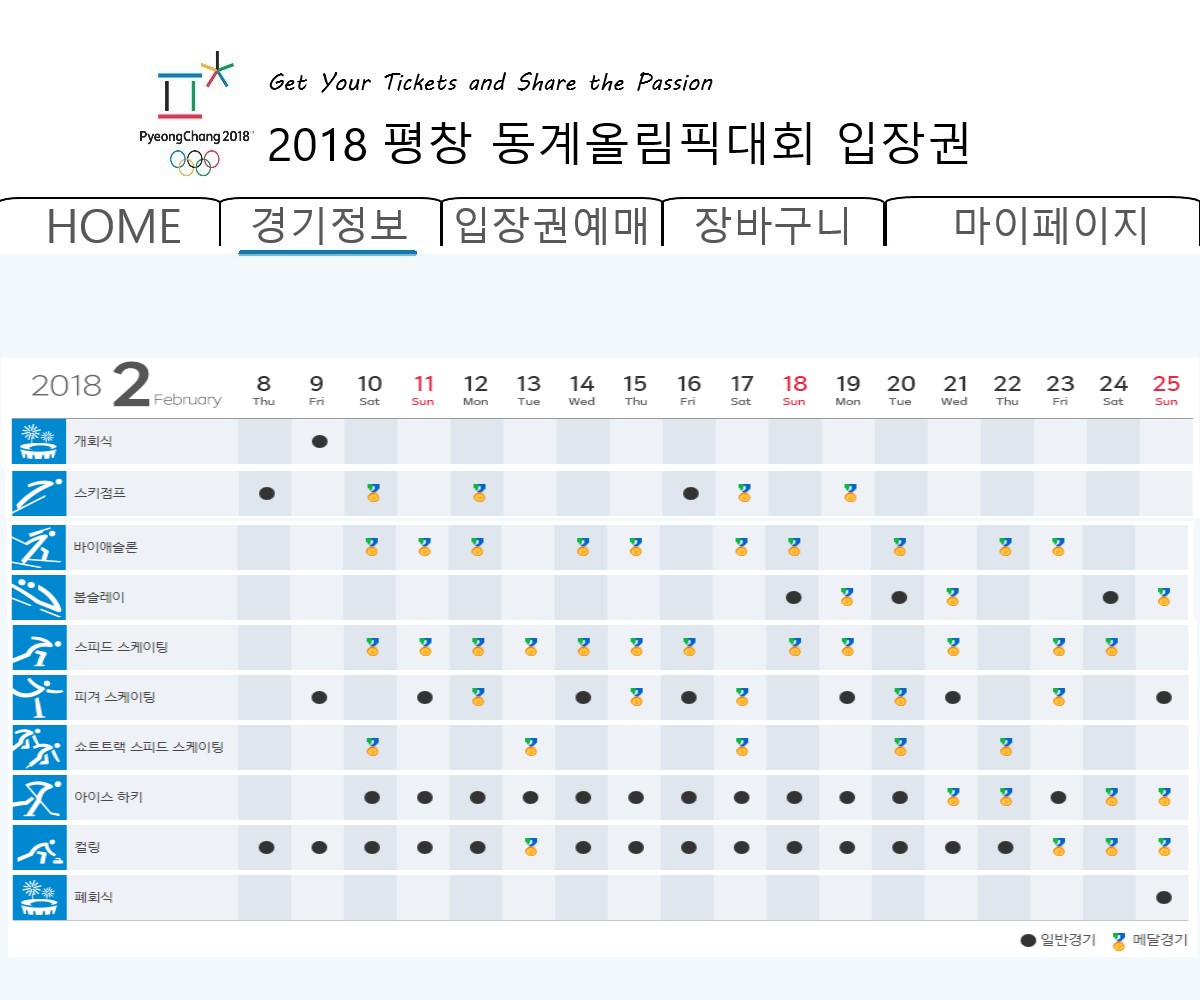 Get Your Tickets and Share the Passion
PyeongChang 2018
2018 평창 동계올림픽대회 입장권
HOME 경기정보 입장권예매 장바구니 마이페이지
2018 2 February 8 9 10 11 12 13 14 15 16 17 18 19 20 21 22 23 24 25
Thu Fri Sat Sun Mon Tue Wed Thu Fri Sat Sun Mon Tue Wed Thu Fri Sat Sun
개회식
스키점프
바이애슬론
봅슬레이
스피드 스케이팅
피겨 스케이팅
쇼트트랙 스피드 스케이팅
아이스 하키
컬링
폐회식
일반경기 메달경기